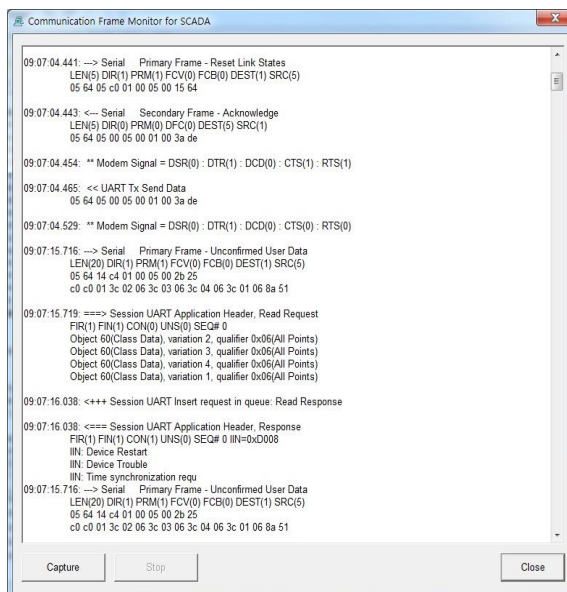 Communication Frame Monitor for SCADA
09:07:04.441: ---> Serial Primary Frame - Reset Link States
LEN(5) DIR(1) PRM(1) FCV(0) FCB(0) DEST(1) SRC(5)
05 64 05 c0 01 00 05 00 15 64
09:07:04.443: <--- Serial Secondary Frame - Acknowledge
LEN(5) DIR(0) PRM(0) DFC(0) DEST(5) SRC(1)
05 64 05 00 05 00 01 00 3a de
09:07:04.454: ** Modem Signal = DSR(0) : DTR(1) : DCD(0) : CTS(1) : RTS(1)
09:07:04.465: << UART Tx Send Data
05 64 05 00 05 00 01 00 3a de
09:07:04.529: ** Modem Signal = DSR(0) : DTR(1) : DCD(0) : CTS(0) : RTS(0)
09:07:15.716: ---> Serial Primary Frame - Unconfirmed User Data
LEN(20) DIR(1) PRM(1) FCV(0) FCB(0) DEST(1) SRC(5)
05 64 14 c4 01 00 05 00 2b 25
c0 c0 01 3c 02 06 3c 03 06 3c 04 06 3c 01 06 8a 51
09:07:15.719: ===> Session UART Application Header, Read Request
FIR(1) FIN(1) CON(0) UNS(0) SEQ# 0
Object 60(Class Data), variation 2, qualifier 0x06(All Points)
Object 60(Class Data), variation 3, qualifier 0x06(All Points)
Object 60(Class Data), variation 4, qualifier 0x06(All Points)
Object 60(Class Data), variation 1, qualifier 0x06(All Points)
09:07:16.038: <+++ Session UART Insert request in queue: Read Response
09:07:16.038: <=== Session UART Application Header, Response
FIR(1) FIN(1) CON(1) UNS(0) SEQ# 0 IIN=0xD008
IIN: Device Restart
IIN: Device Trouble
IIN: Time synchronization requ
09:07:15.716: ---> Serial Primary Frame - Unconfirmed User Data
LEN(20) DIR(1) PRM(1) FCV(0) FCB(0) DEST(1) SRC(5)
05 64 14 c4 01 00 05 00 2b 25
c0 c0 01 3c 02 06 3c 03 06 3c 04 06 3c 01 06 8a 51
Capture Stop Close